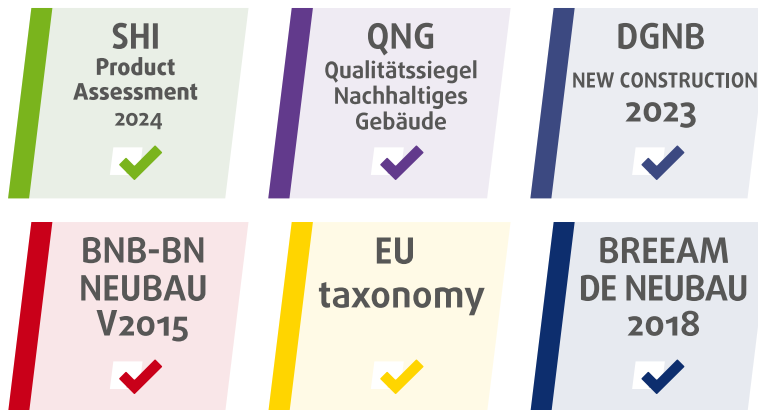 SHI
Product
Assessment
2024
QNG
Qualitätssiegel
Nachhaltiges
Gebäude
DGNB
NEW CONSTRUCTION
2023
BNB-BN
NEUBAU
V2015
EU
taxonomy
BREEAM
DE NEUBAU
2018